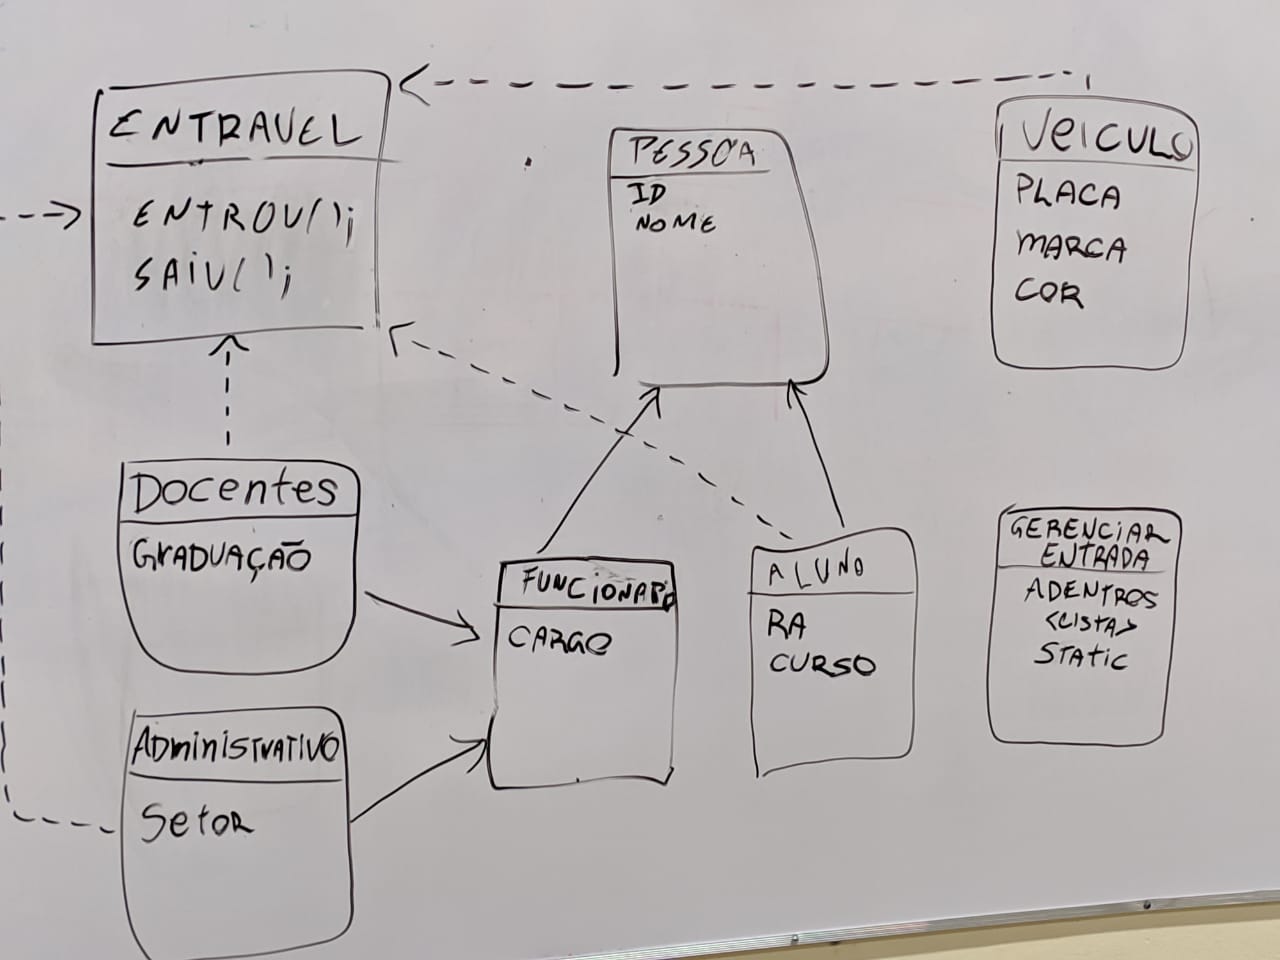 ENTRAVEL
ENTROU();
SAIU();
PESSOA
ID
NOME
VEICULO
PLACA
MARCA
COR
Docentes
GRADUAÇÃO
FUNCIONARIO
CARGO
ALUNO
RA
CURSO
GERENCIAR
ENTRADA
ADENTROS
<LISTA>
STATIC
ADMINISTRATIVO
Setor